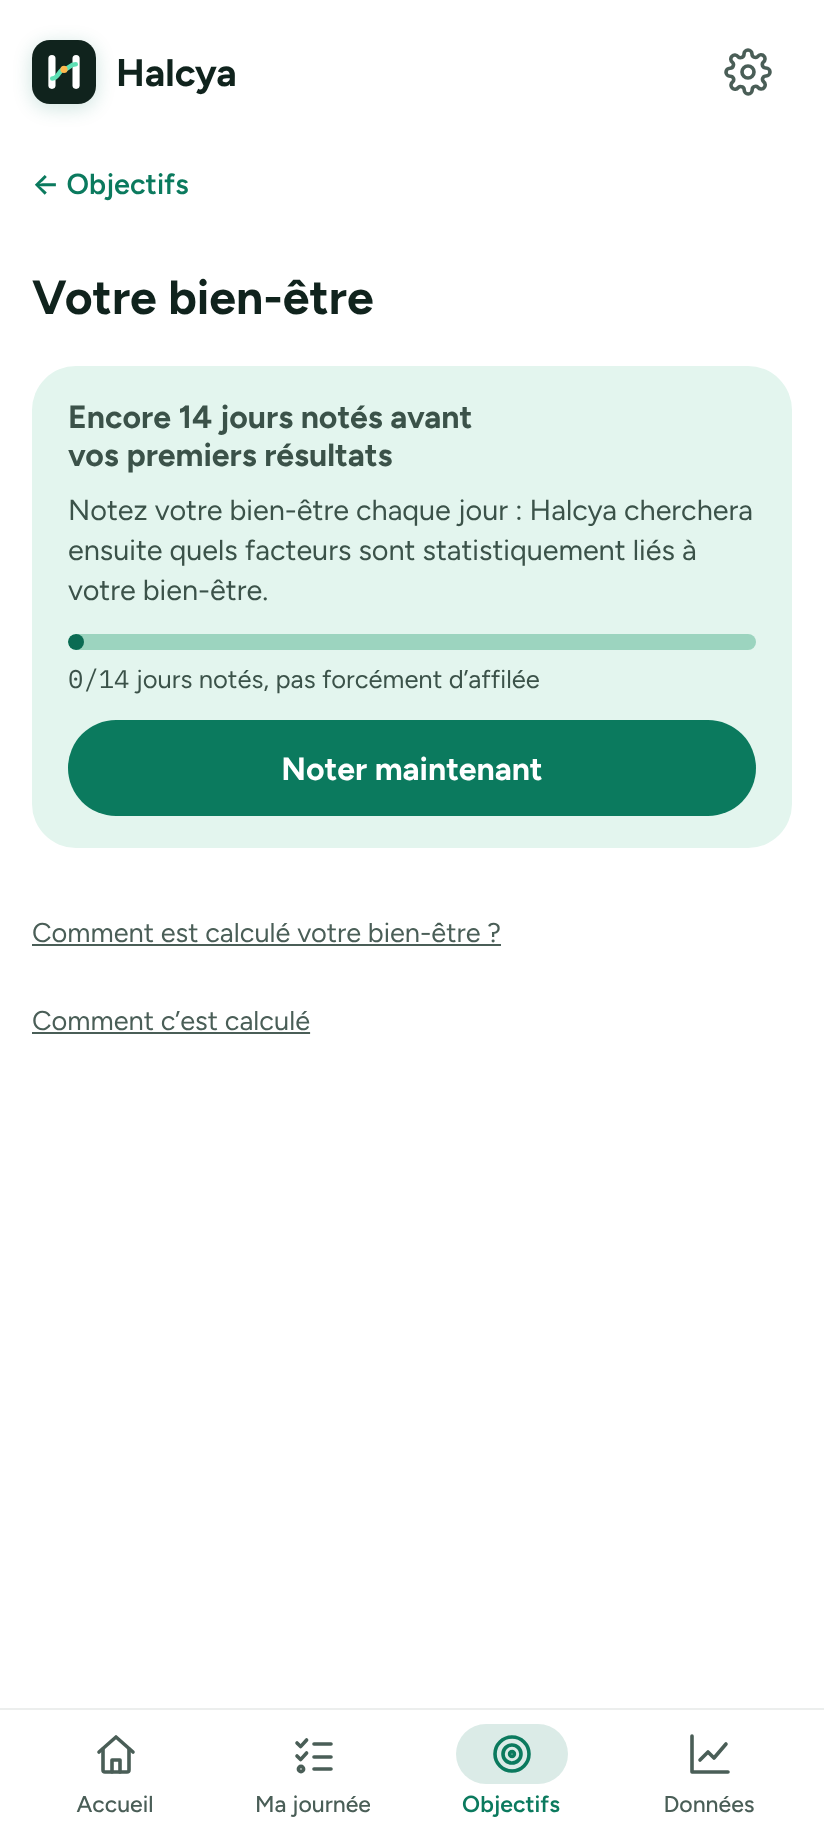 Halcya
← Objectifs
Votre bien-être
Encore 14 jours notés avant
vos premiers résultats
Notez votre bien-être chaque jour : Halcya cherchera
ensuite quels facteurs sont statistiquement liés à
votre bien-être.
0/14 jours notés, pas forcément d’affilée
Noter maintenant
Comment est calculé votre bien-être ?
Comment c’est calculé
Accueil
Ma journée
Objectifs
Données